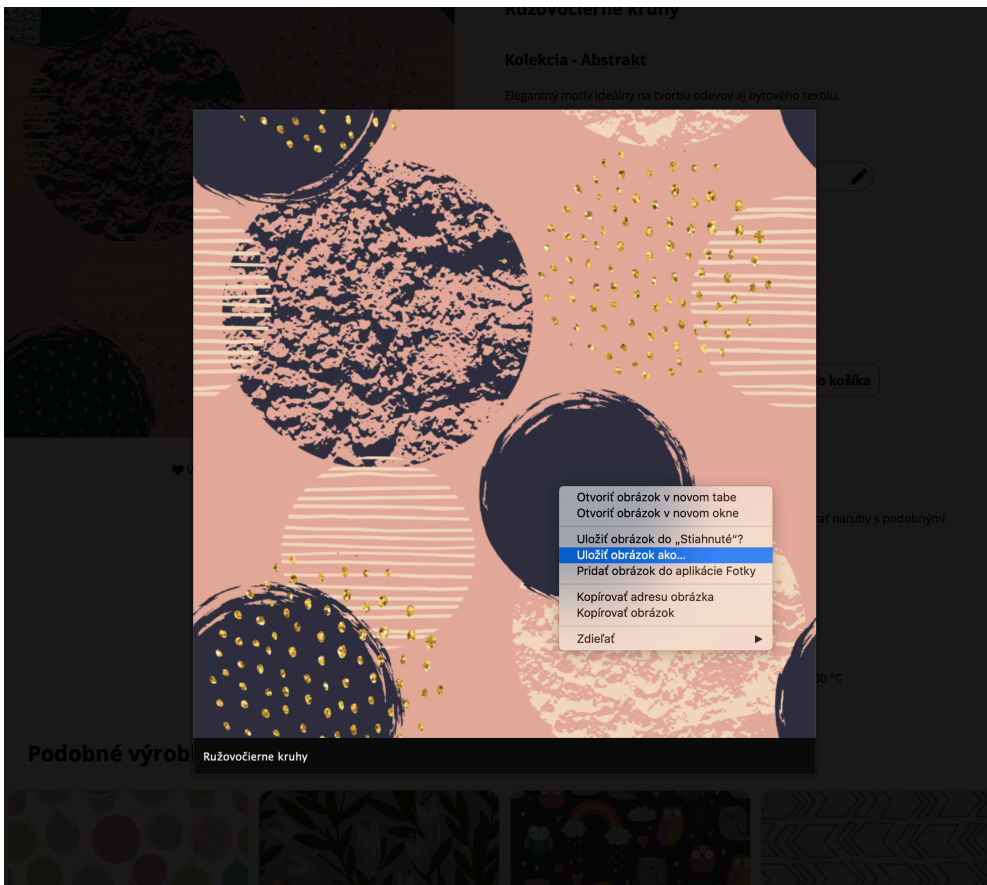 Ružovočierne kruhy
Kolekcia - Abstrakt
Elegantný motív ideálny na tvorbu odevov aj bytového textilu.
o košíka
ať naruby s podobnými
Otvoriť obrázok v novom tabe
Otvoriť obrázok v novom okne
Uložiť obrázok do „Stiahnuté“?
Uložiť obrázok ako...
Pridať obrázok do aplikácie Fotky
Kopírovať adresu obrázka
Kopírovať obrázok
Zdieľať
30 °C
Podobné výrob
Ružovočierne kruhy